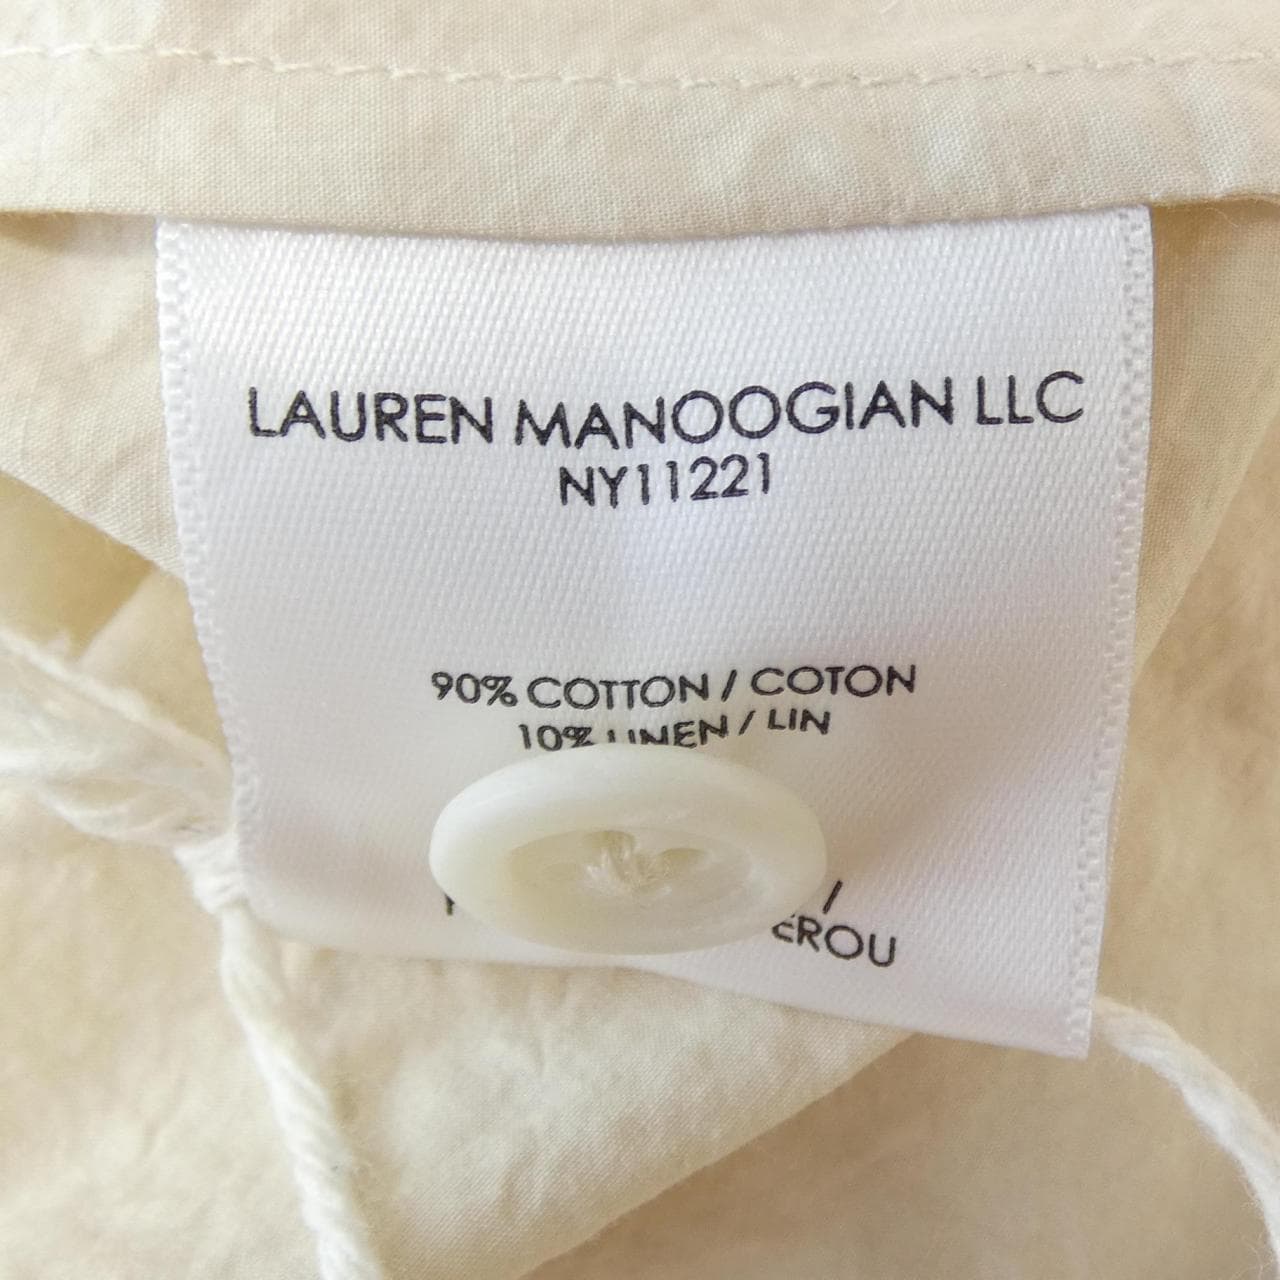 LAUREN MANOOGIAN LLC
NY11221
90% COTTON / COTON
10% LINEN / LIN
/